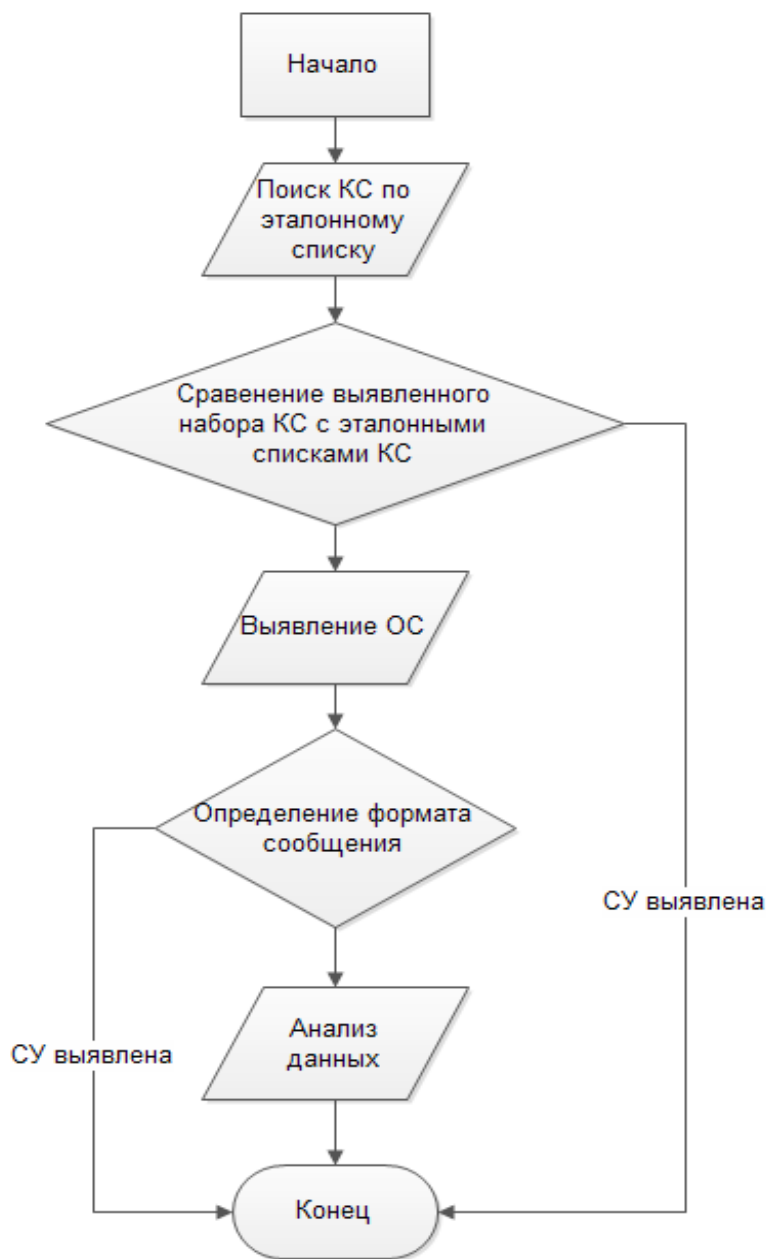 Начало
Поиск КС по
эталонному
списку
Сравенение выявленного
набора КС с эталонными
списками КС
Выявление ОС
Определение формата
сообщения
СУ выявлена
Анализ
данных
СУ выявлена
Конец